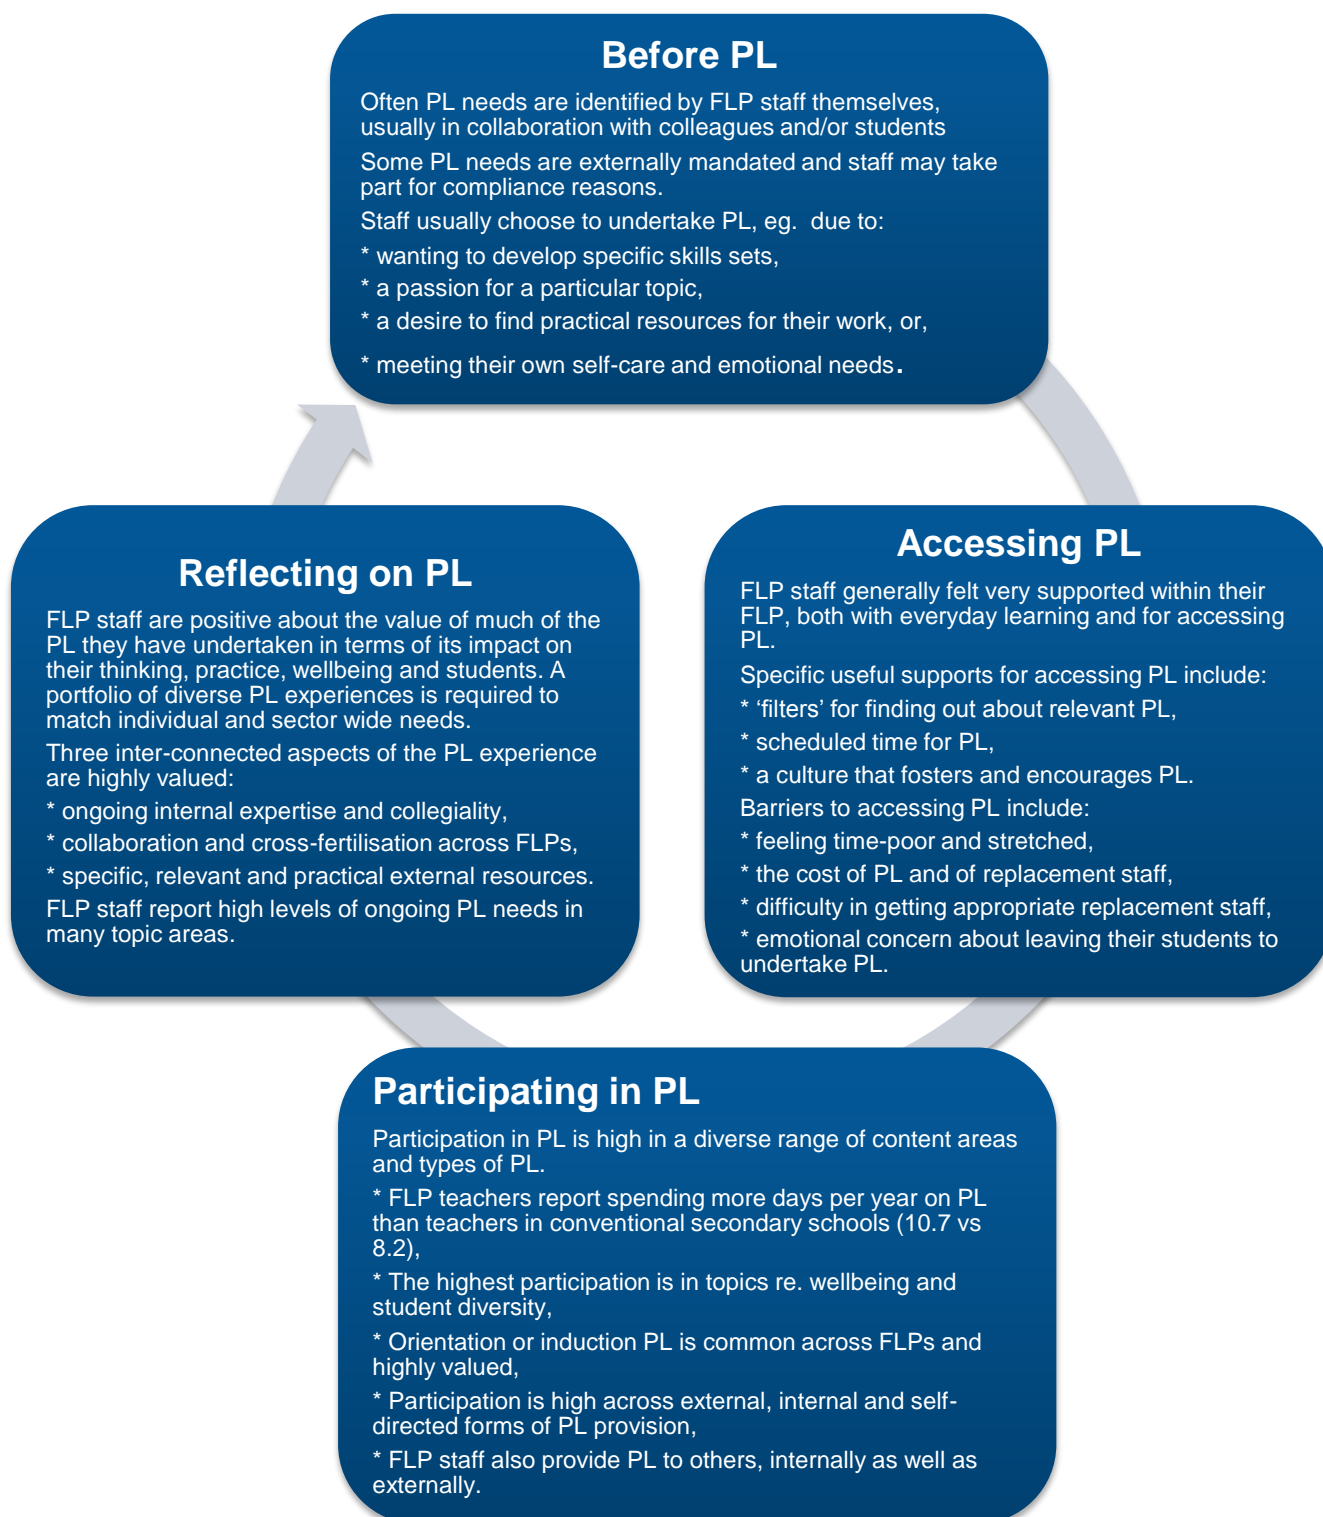 Before PL
Often PL needs are identified by FLP staff themselves,
usually in collaboration with colleagues and/or students
Some PL needs are externally mandated and staff may take
part for compliance reasons.
Staff usually choose to undertake PL, eg.  due to:
* wanting to develop specific skills sets,
* a passion for a particular topic,
* a desire to find practical resources for their work, or,
* meeting their own self-care and emotional needs.
Accessing PL
FLP staff generally felt very supported within their
FLP, both with everyday learning and for accessing
PL.
Specific useful supports for accessing PL include:
* ‘filters’ for finding out about relevant PL,
* scheduled time for PL,
* a culture that fosters and encourages PL.
Barriers to accessing PL include:
* feeling time-poor and stretched,
* the cost of PL and of replacement staff,
* difficulty in getting appropriate replacement staff,
* emotional concern about leaving their students to
undertake PL.
Participating in PL
Participation in PL is high in a diverse range of content areas
and types of PL.
* FLP teachers report spending more days per year on PL
than teachers in conventional secondary schools (10.7 vs
8.2),
* The highest participation is in topics re. wellbeing and
student diversity,
* Orientation or induction PL is common across FLPs and
highly valued,
* Participation is high across external, internal and self-
directed forms of PL provision,
* FLP staff also provide PL to others, internally as well as
externally.
Reflecting on PL
FLP staff are positive about the value of much of the
PL they have undertaken in terms of its impact on
their thinking, practice, wellbeing and students. A
portfolio of diverse PL experiences is required to
match individual and sector wide needs.
Three inter-connected aspects of the PL experience
are highly valued:
* ongoing internal expertise and collegiality,
* collaboration and cross-fertilisation across FLPs,
* specific, relevant and practical external resources.
FLP staff report high levels of ongoing PL needs in
many topic areas.